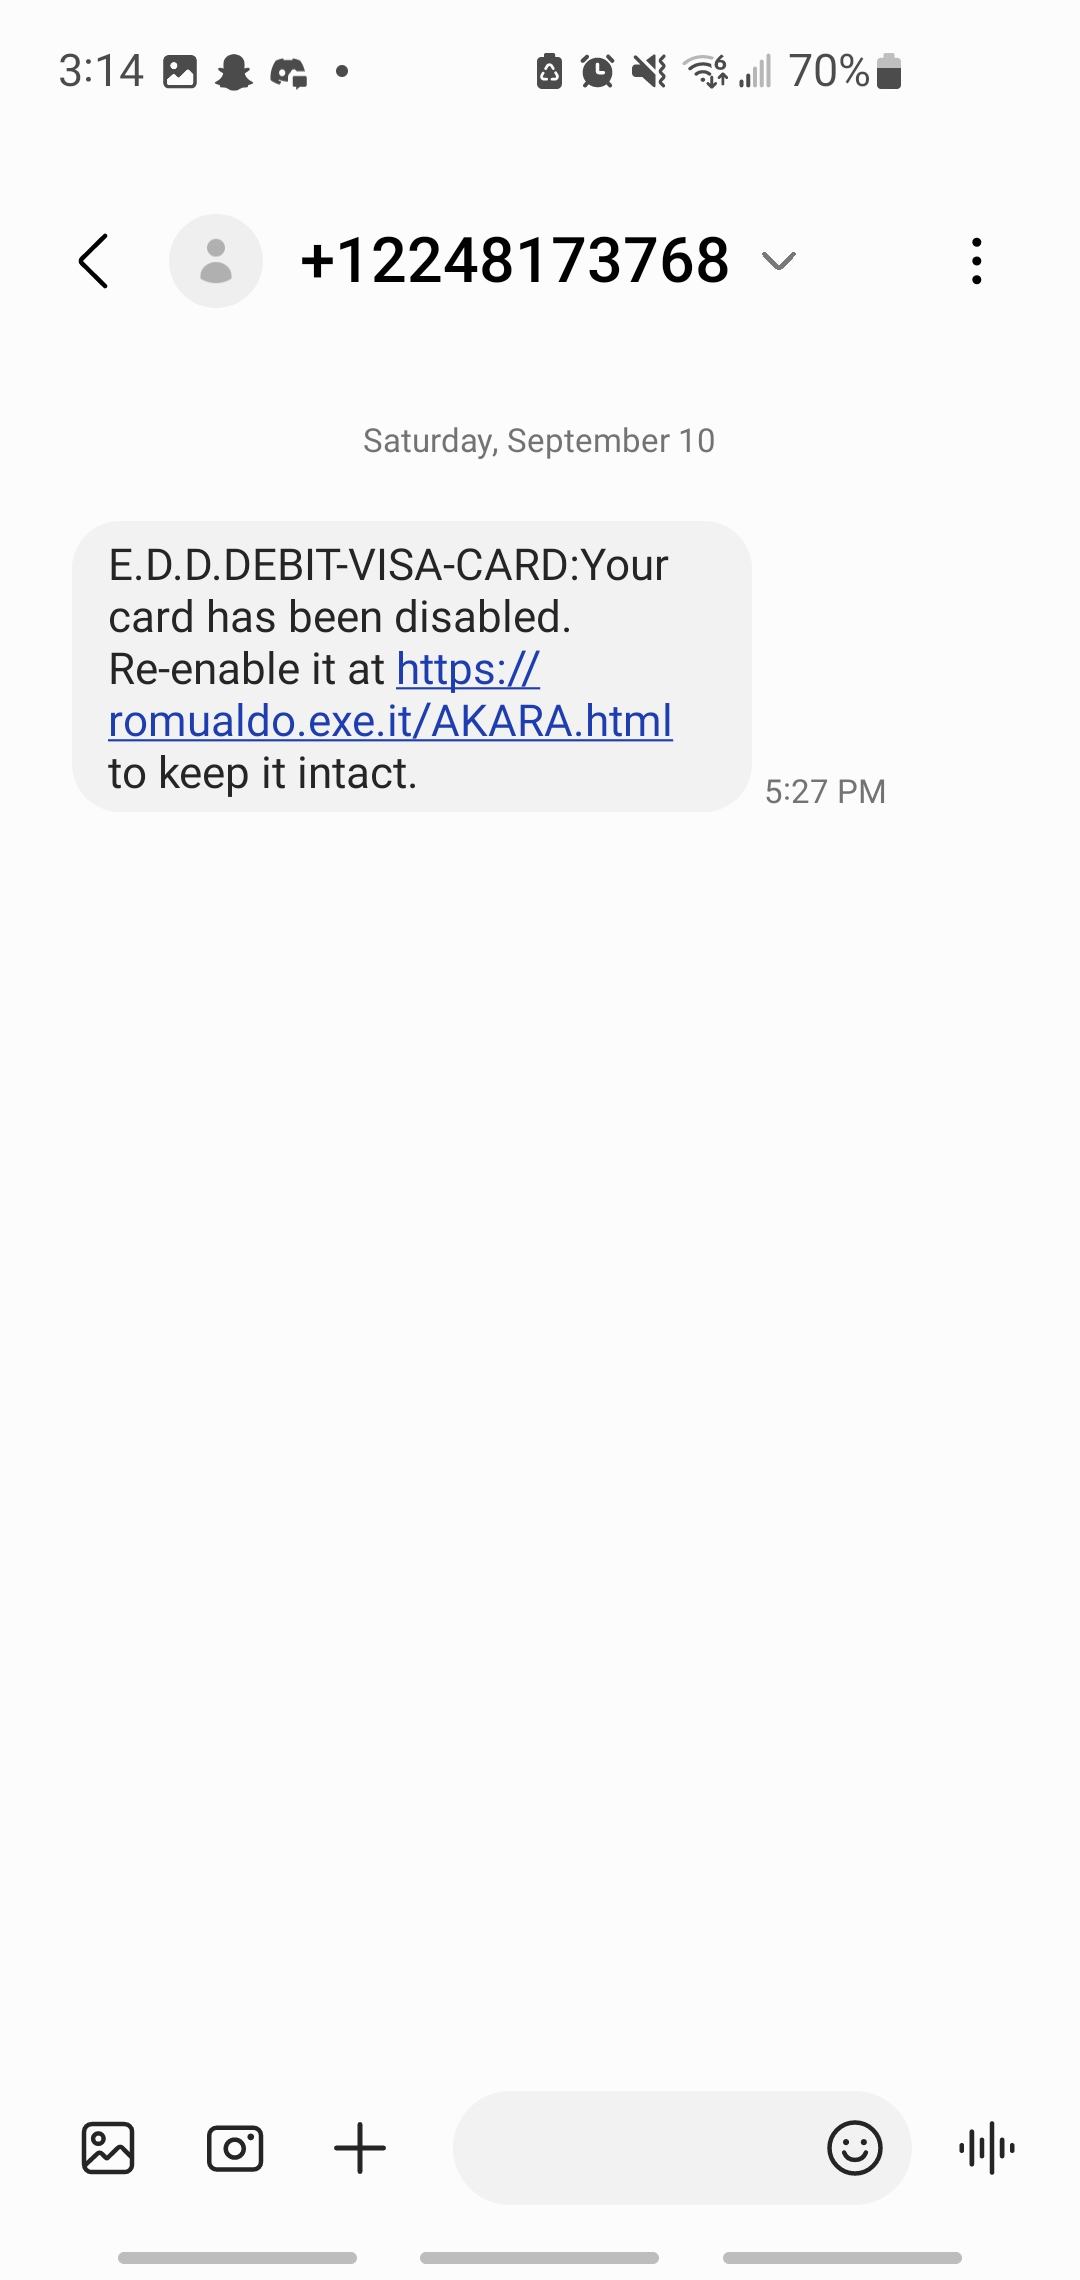 3:14 70%
+12248173768
Saturday, September 10
E.D.D.DEBIT-VISA-CARD:Your
card has been disabled.
Re-enable it at https://
romualdo.exe.it/AKARA.html
to keep it intact.
5:27 PM